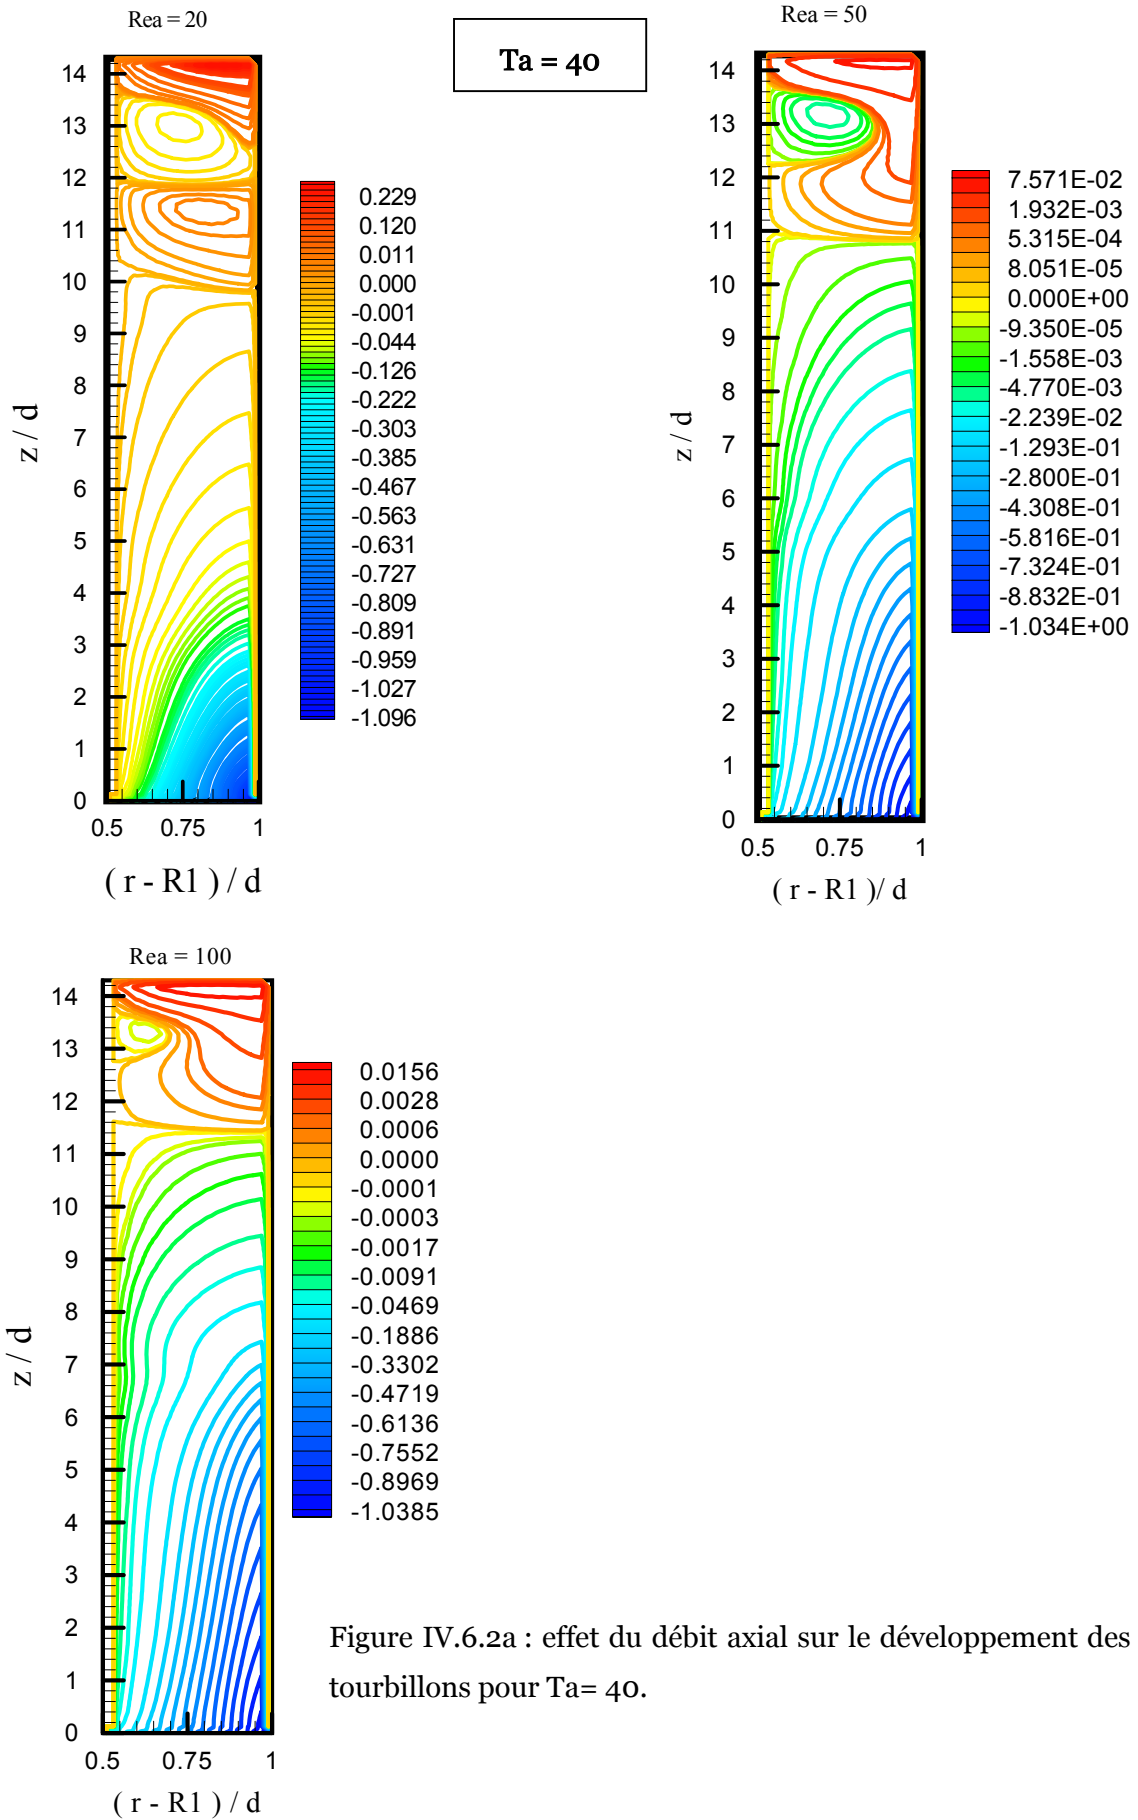 Rea = 20
Ta = 40
Rea = 50
14
13
12
11
10
9
8
7
6
5
4
3
2
1
0
z / d
0.5 0.75 1
( r - R1 ) / d
0.229
0.120
0.011
0.000
-0.001
-0.044
-0.126
-0.222
-0.303
-0.385
-0.467
-0.563
-0.631
-0.727
-0.809
-0.891
-0.959
-1.027
-1.096
14
13
12
11
10
9
8
7
6
5
4
3
2
1
0
z / d
0.5 0.75 1
( r - R1 )/ d
7.571E-02
1.932E-03
5.315E-04
8.051E-05
0.000E+00
-9.350E-05
-1.558E-03
-4.770E-03
-2.239E-02
-1.293E-01
-2.800E-01
-4.308E-01
-5.816E-01
-7.324E-01
-8.832E-01
-1.034E+00
Rea = 100
14
13
12
11
10
9
8
7
6
5
4
3
2
1
0
z / d
0.5 0.75 1
( r - R1 ) / d
0.0156
0.0028
0.0006
0.0000
-0.0001
-0.0003
-0.0017
-0.0091
-0.0469
-0.1886
-0.3302
-0.4719
-0.6136
-0.7552
-0.8969
-1.0385
Figure IV.6.2a : effet du débit axial sur le développement des
tourbillons pour Ta= 40.